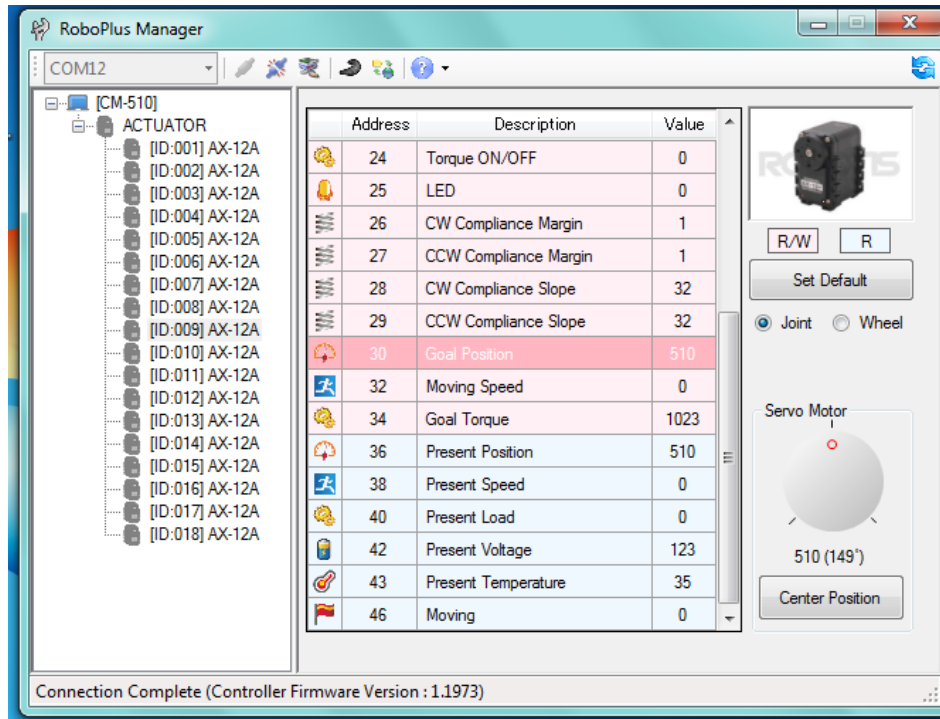 RoboPlus Manager
COM12
[CM-510]
ACTUATOR
[ID:001] AX-12A
[ID:002] AX-12A
[ID:003] AX-12A
[ID:004] AX-12A
[ID:005] AX-12A
[ID:006] AX-12A
[ID:007] AX-12A
[ID:008] AX-12A
[ID:009] AX-12A
[ID:010] AX-12A
[ID:011] AX-12A
[ID:012] AX-12A
[ID:013] AX-12A
[ID:014] AX-12A
[ID:015] AX-12A
[ID:016] AX-12A
[ID:017] AX-12A
[ID:018] AX-12A
Address Description Value
24 Torque ON/OFF 0
25 LED 0
26 CW Compliance Margin 1
27 CCW Compliance Margin 1
28 CW Compliance Slope 32
29 CCW Compliance Slope 32
30 Goal Position 510
32 Moving Speed 0
34 Goal Torque 1023
36 Present Position 510
38 Present Speed 0
40 Present Load 0
42 Present Voltage 123
43 Present Temperature 35
46 Moving 0
R/W R
Set Default
Joint Wheel
Servo Motor
510 (149˚)
Center Position
Connection Complete (Controller Firmware Version : 1.1973)